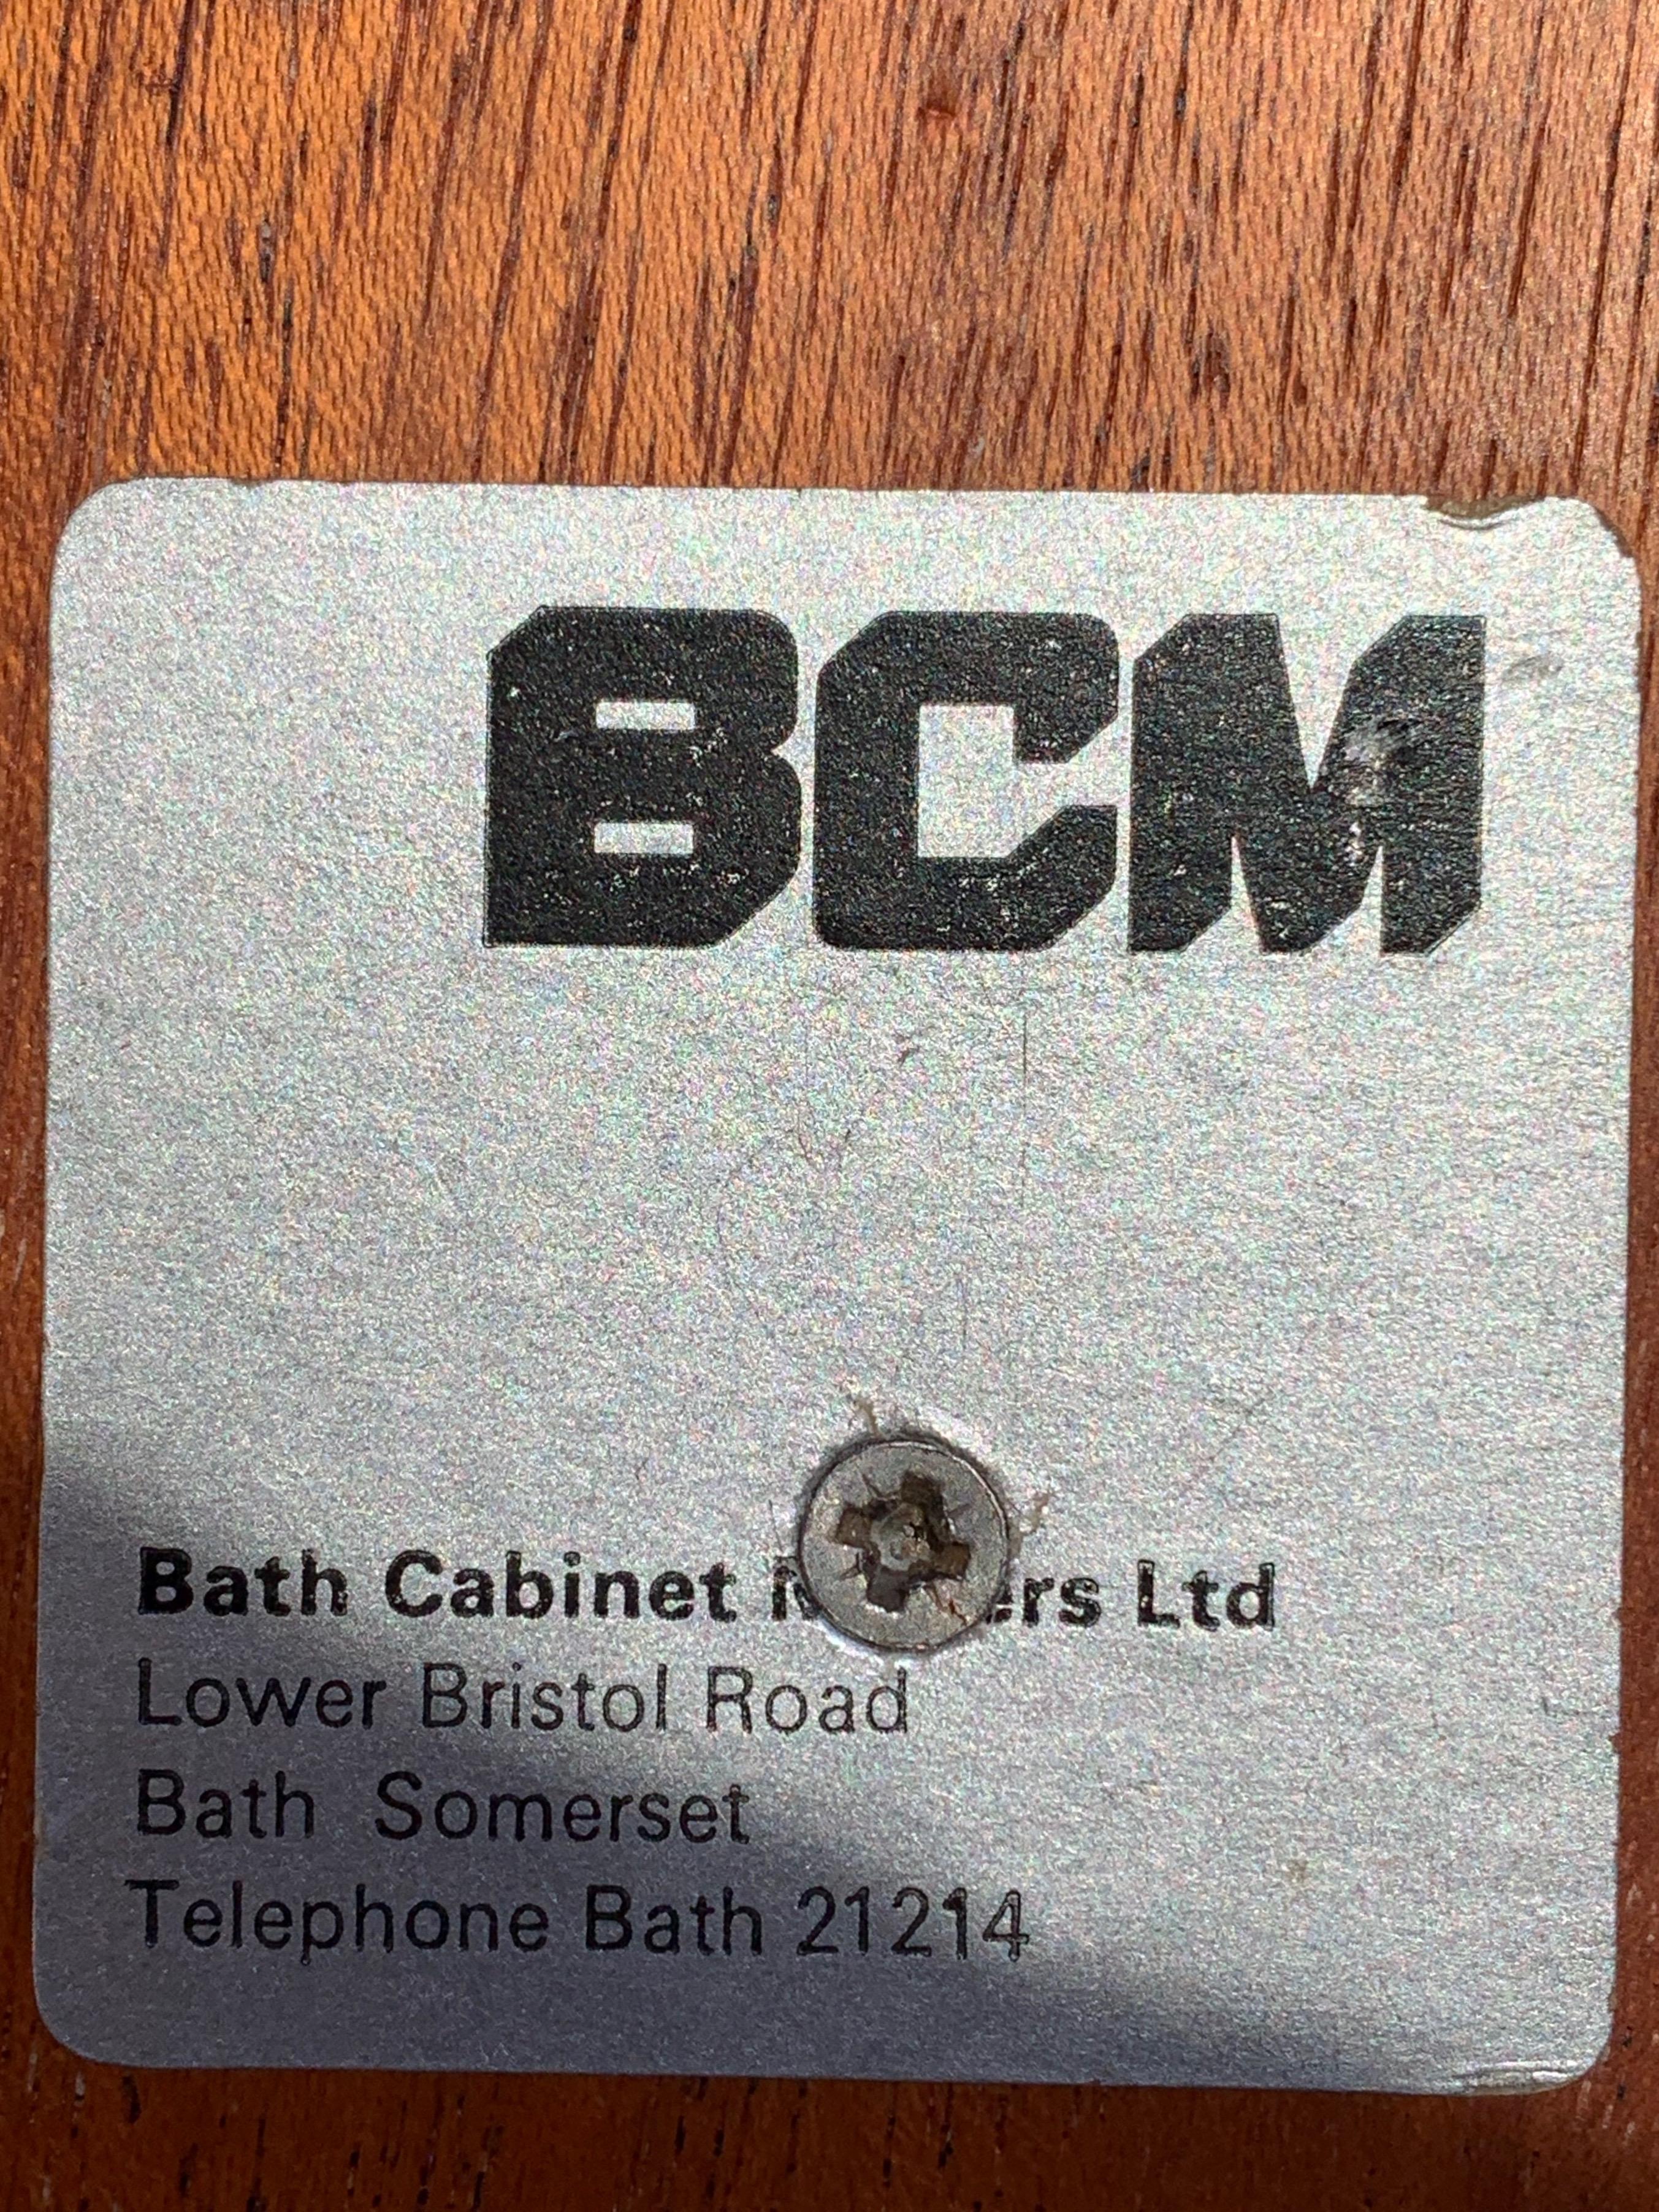 BCM
Bath Cabinet Ltd
Lower Bristol Road
Bath Somerset
Telephone Bath 21214